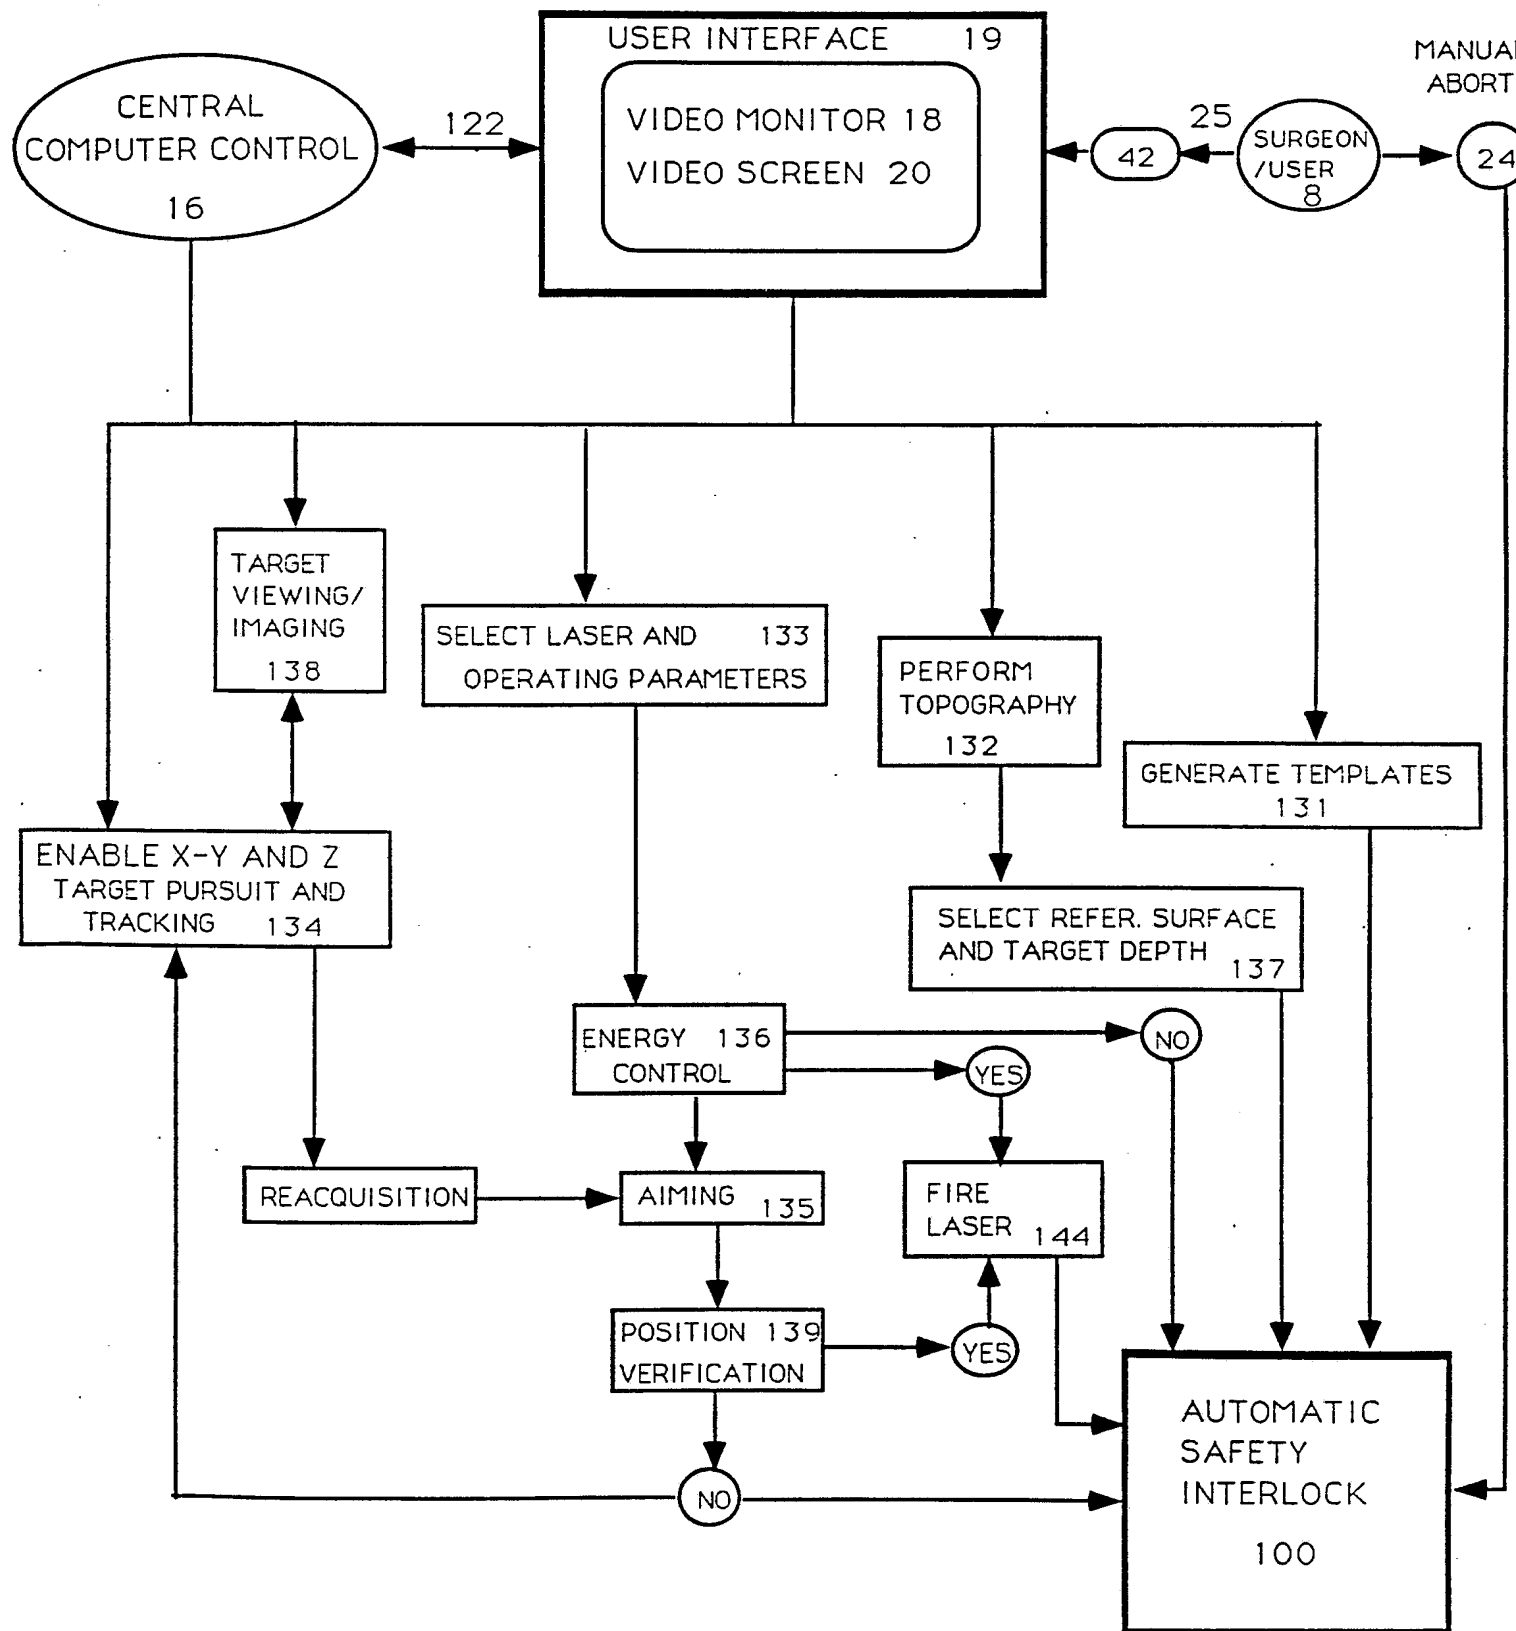 USER INTERFACE 19
MANUAL
ABORT
CENTRAL
COMPUTER CONTROL
16
122
VIDEO MONITOR 18
VIDEO SCREEN 20
42
25
SURGEON
/USER
8
24
TARGET
VIEWING/
IMAGING
138
SELECT LASER AND 133
OPERATING PARAMETERS
PERFORM
TOPOGRAPHY
132
GENERATE TEMPLATES
131
ENABLE X-Y AND Z
TARGET PURSUIT AND
TRACKING 134
SELECT REFER. SURFACE
AND TARGET DEPTH 137
ENERGY 136
CONTROL
NO
YES
REACQUISITION
AIMING 135
FIRE
LASER 144
POSITION 139
VERIFICATION
YES
NO
AUTOMATIC
SAFETY
INTERLOCK
100